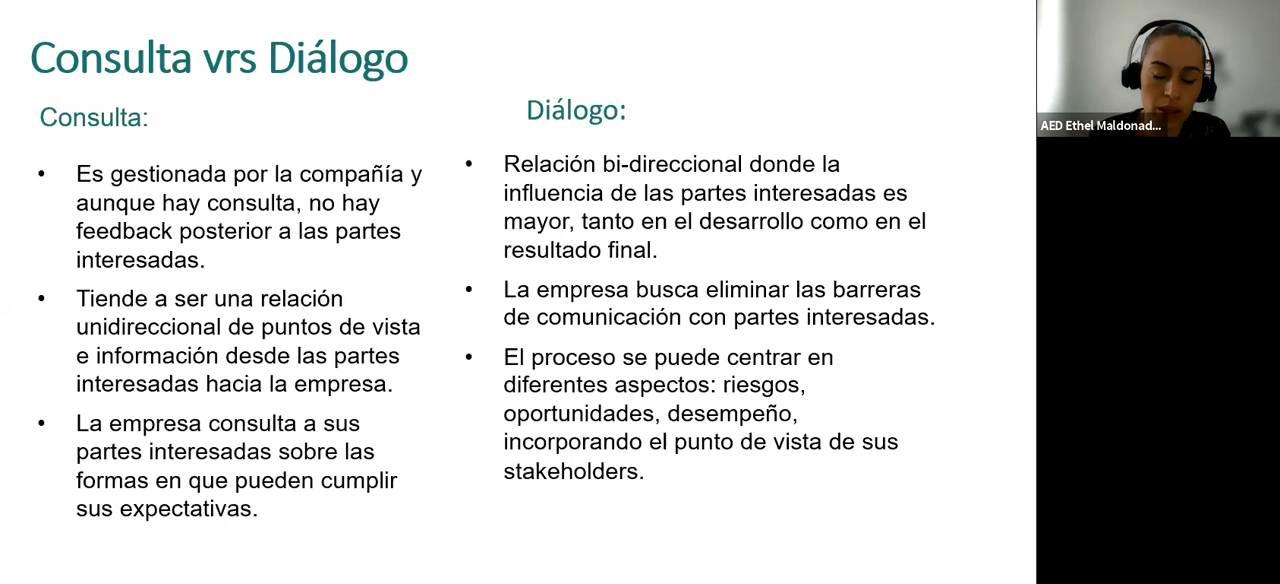 Consulta vrs Diálogo
Consulta:
• Es gestionada por la compañía y
aunque hay consulta, no hay
feedback posterior a las partes
interesadas.
• Tiende a ser una relación
unidireccional de puntos de vista
e información desde las partes
interesadas hacia la empresa.
• La empresa consulta a sus
partes interesadas sobre las
formas en que pueden cumplir
sus expectativas.
Diálogo:
• Relación bi-direccional donde la
influencia de las partes interesadas es
mayor, tanto en el desarrollo como en el
resultado final.
• La empresa busca eliminar las barreras
de comunicación con partes interesadas.
• El proceso se puede centrar en
diferentes aspectos: riesgos,
oportunidades, desempeño,
incorporando el punto de vista de sus
stakeholders.
AED Ethel Maldonad...